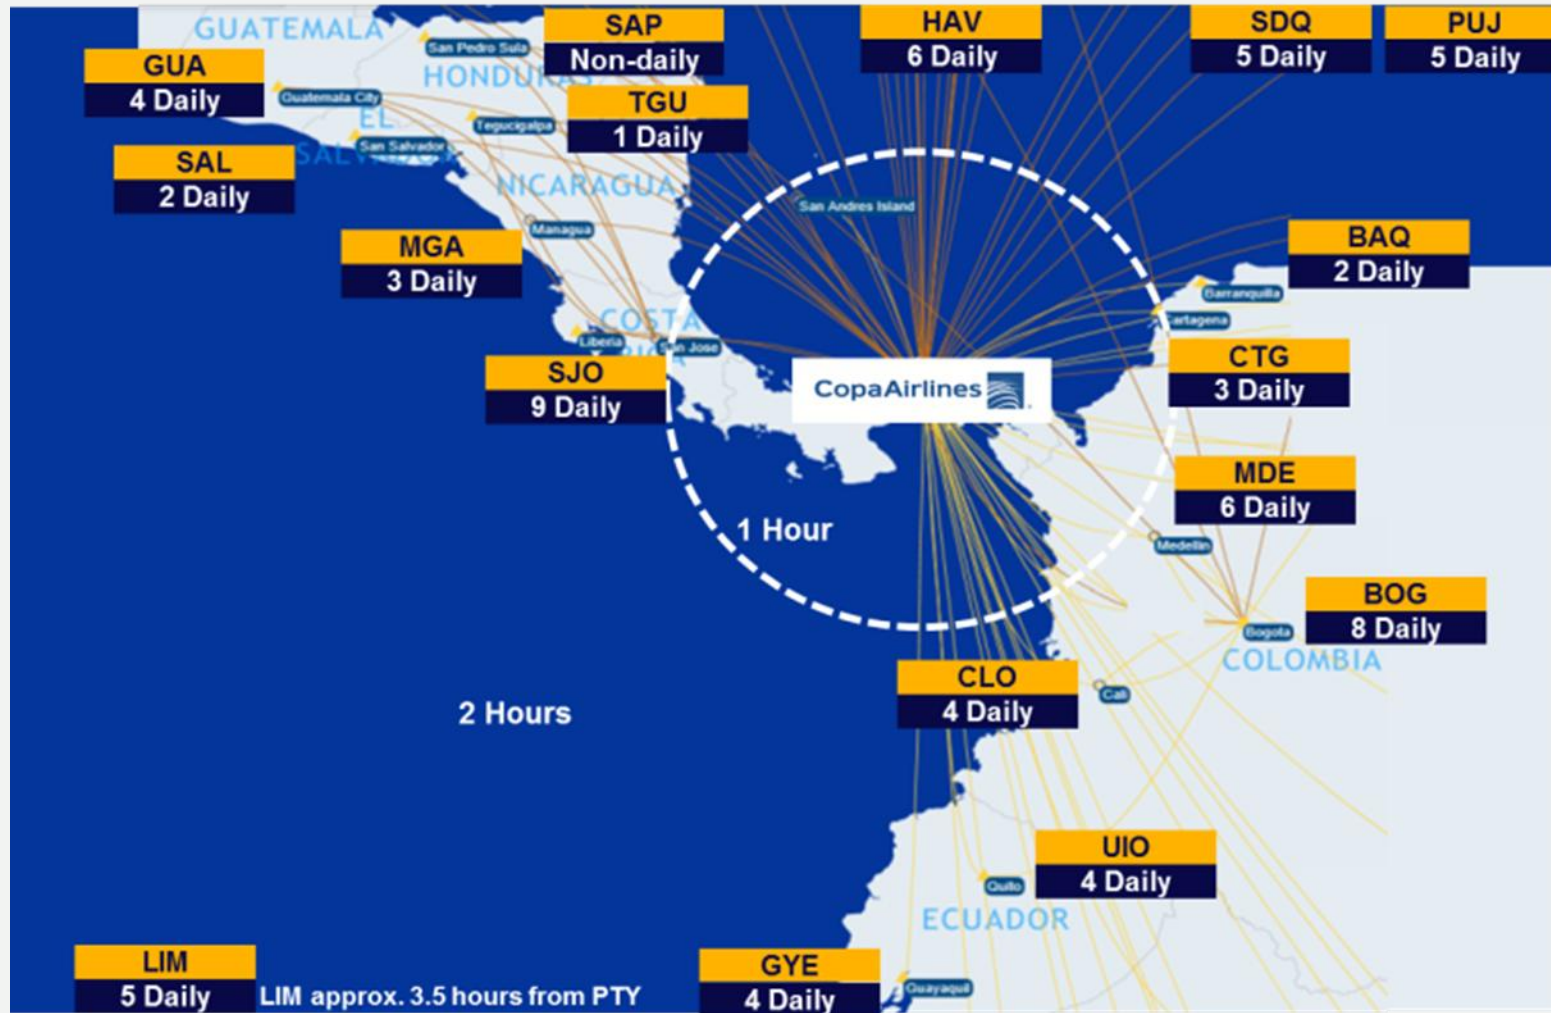 GUATEMALA
SAP
Non-daily
HAV
6 Daily
SDQ
5 Daily
PUJ
5 Daily
San Pedro Sula
HONDURAS
GUA
4 Daily
Guatemala City
TGU
1 Daily
Tegucigalpa
EL
SALVADOR
San Salvador
SAL
2 Daily
NICARAGUA
San Andres Island
Managua
MGA
3 Daily
BAQ
2 Daily
Barranquilla
Cartagena
COSTA
RICA
Liberia
San Jose
SJO
9 Daily
CopaAirlines
CTG
3 Daily
MDE
6 Daily
1 Hour
Medellin
BOG
8 Daily
Bogota
COLOMBIA
CLO
4 Daily
Cali
2 Hours
UIO
4 Daily
Quito
ECUADOR
LIM
5 Daily
LIM approx. 3.5 hours from PTY
GYE
4 Daily
Guayaquil